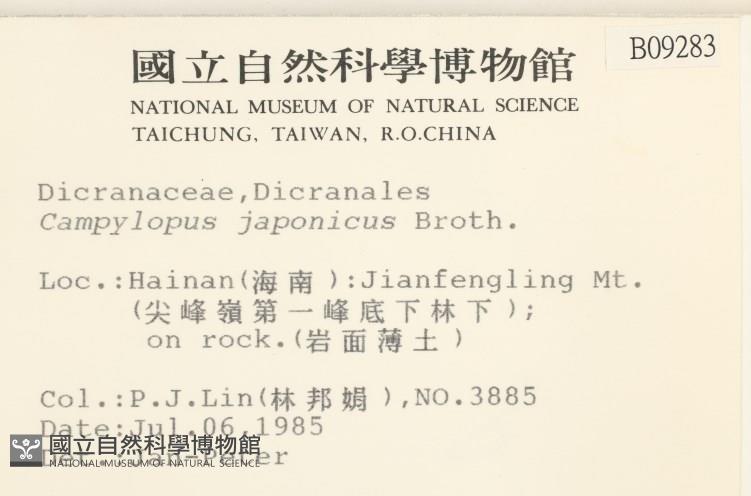 國立自然科學博物館
B09283
NATIONAL MUSEUM OF NATURAL SCIENCE
TAICHUNG, TAIWAN, R.O.CHINA
Dicranaceae,Dicranales
Campylopus japonicus Broth.
Loc.:Hainan(海南):Jianfengling Mt.
(尖峰嶺第一峰底下林下);
on rock.(岩面薄土)
Col.:P.J.Lin(林邦娟),NO.3885
Date:Jul.06,1985
國立自然科學博物館
NATIONAL MUSEUM OF NATURAL SCIENCE